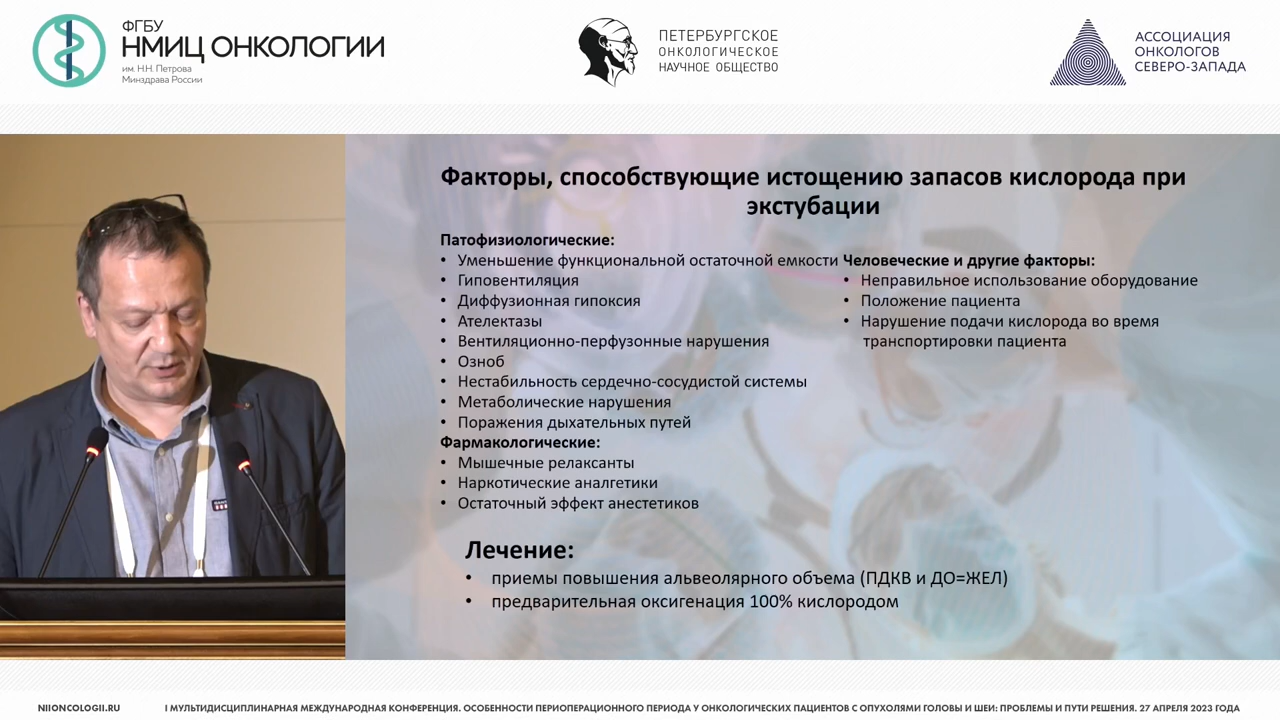 ФГБУ
НМИЦ ОНКОЛОГИИ
им. Н.Н. Петрова
Минздрава России
ПЕТЕРБУРГСКОЕ
ОНКОЛОГИЧЕСКОЕ
НАУЧНОЕ ОБЩЕСТВО
АССОЦИАЦИЯ
ОНКОЛОГОВ
СЕВЕРО-ЗАПАДА
Факторы, способствующие истощению запасов кислорода при
экстубации
Патофизиологические:
• Уменьшение функциональной остаточной емкости
• Гиповентиляция
• Диффузионная гипоксия
• Ателектазы
• Вентиляционно-перфузонные нарушения
• Озноб
• Нестабильность сердечно-сосудистой системы
• Метаболические нарушения
• Поражения дыхательных путей
Фармакологические:
• Мышечные релаксанты
• Наркотические аналгетики
• Остаточный эффект анестетиков
Человеческие и другие факторы:
• Неправильное использование оборудование
• Положение пациента
• Нарушение подачи кислорода во время
транспортировки пациента
Лечение:
• приемы повышения альвеолярного объема (ПДКВ и ДО=ЖЕЛ)
• предварительная оксигенация 100% кислородом
NIIONCOLOGII.RU
I МУЛЬТИДИСЦИПЛИНАРНАЯ МЕЖДУНАРОДНАЯ КОНФЕРЕНЦИЯ. ОСОБЕННОСТИ ПЕРИОПЕРАЦИОННОГО ПЕРИОДА У ОНКОЛОГИЧЕСКИХ ПАЦИЕНТОВ С ОПУХОЛЯМИ ГОЛОВЫ И ШЕИ: ПРОБЛЕМЫ И ПУТИ РЕШЕНИЯ. 27 АПРЕЛЯ 2023 ГОДА